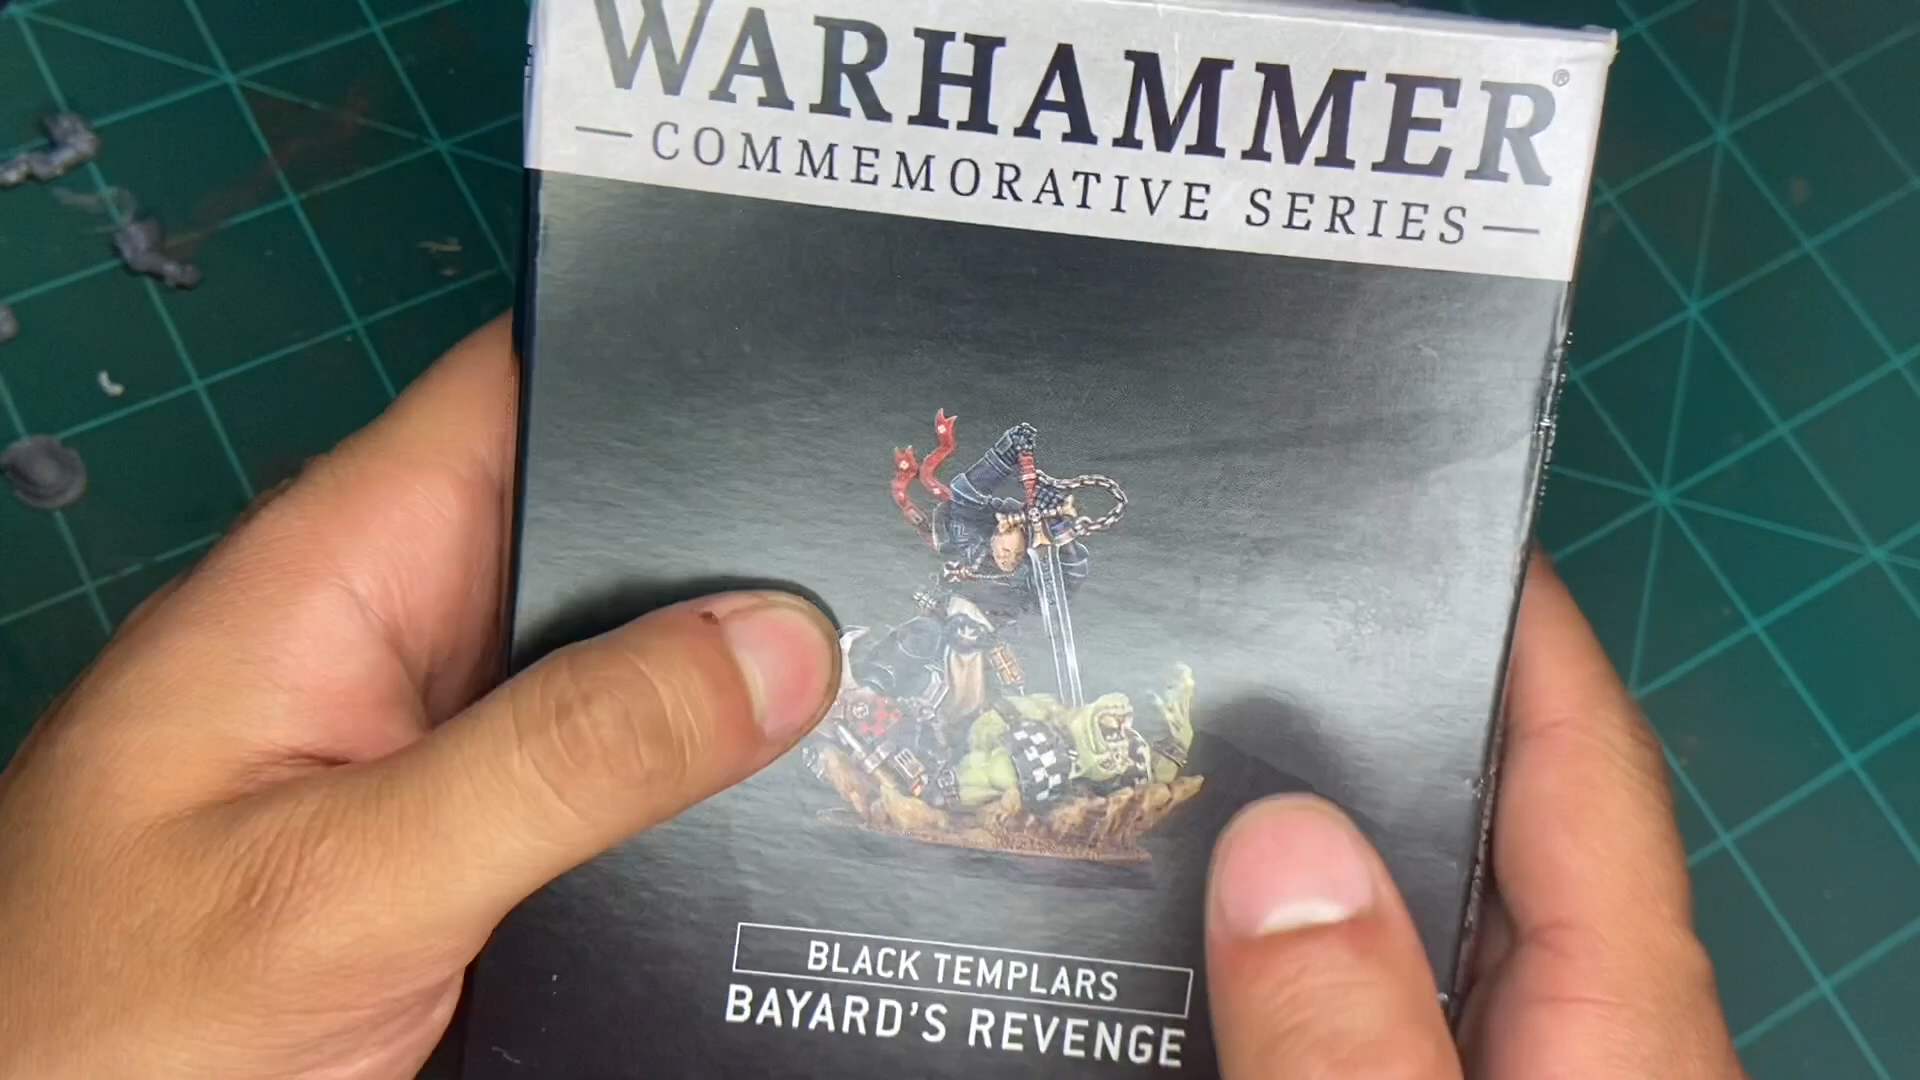 WARHAMMER®
— COMMEMORATIVE SERIES —
BLACK TEMPLARS
BAYARD'S REVENGE